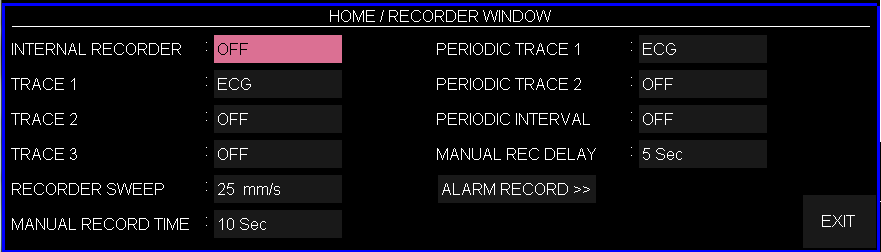 HOME / RECORDER WINDOW
INTERNAL RECORDER : OFF
TRACE 1 : ECG
TRACE 2 : OFF
TRACE 3 : OFF
RECORDER SWEEP : 25 mm/s
MANUAL RECORD TIME : 10 Sec
PERIODIC TRACE 1 : ECG
PERIODIC TRACE 2 : OFF
PERIODIC INTERVAL : OFF
MANUAL REC DELAY : 5 Sec
ALARM RECORD >>
EXIT